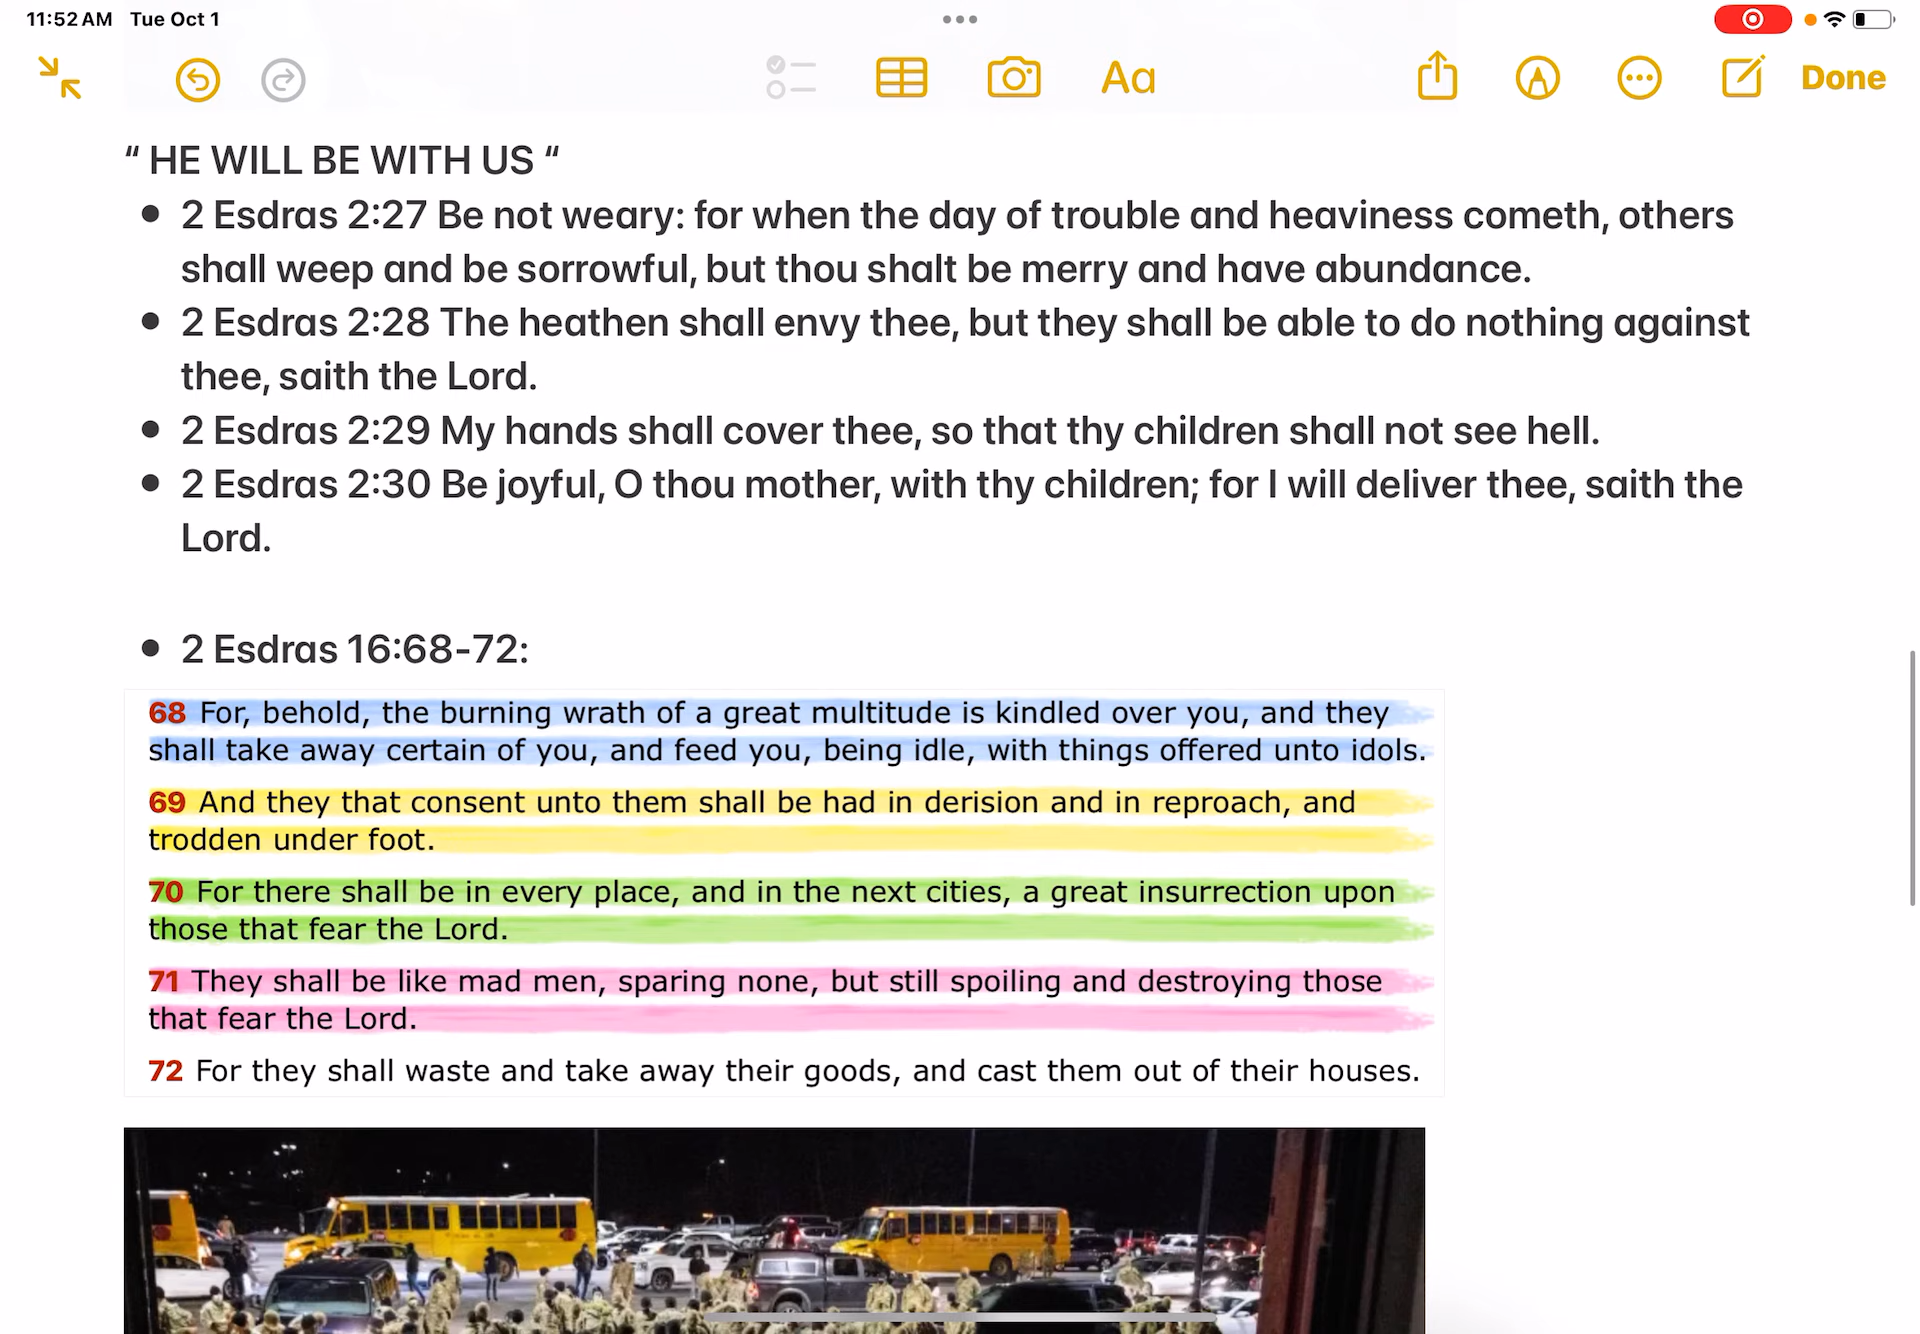 11:52 AM Tue Oct 1
Aa
Done
“ HE WILL BE WITH US “
• 2 Esdras 2:27 Be not weary: for when the day of trouble and heaviness cometh, others
shall weep and be sorrowful, but thou shalt be merry and have abundance.
• 2 Esdras 2:28 The heathen shall envy thee, but they shall be able to do nothing against
thee, saith the Lord.
• 2 Esdras 2:29 My hands shall cover thee, so that thy children shall not see hell.
• 2 Esdras 2:30 Be joyful, O thou mother, with thy children; for I will deliver thee, saith the
Lord.
• 2 Esdras 16:68-72:
68 For, behold, the burning wrath of a great multitude is kindled over you, and they
shall take away certain of you, and feed you, being idle, with things offered unto idols.
69 And they that consent unto them shall be had in derision and in reproach, and
trodden under foot.
70 For there shall be in every place, and in the next cities, a great insurrection upon
those that fear the Lord.
71 They shall be like mad men, sparing none, but still spoiling and destroying those
that fear the Lord.
72 For they shall waste and take away their goods, and cast them out of their houses.